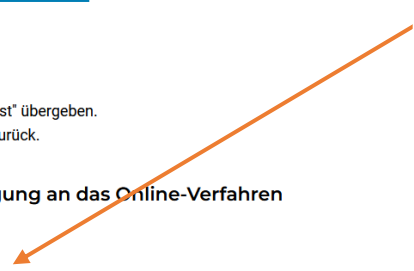 st" übergeben.
urück.
gung an das Online-Verfahren